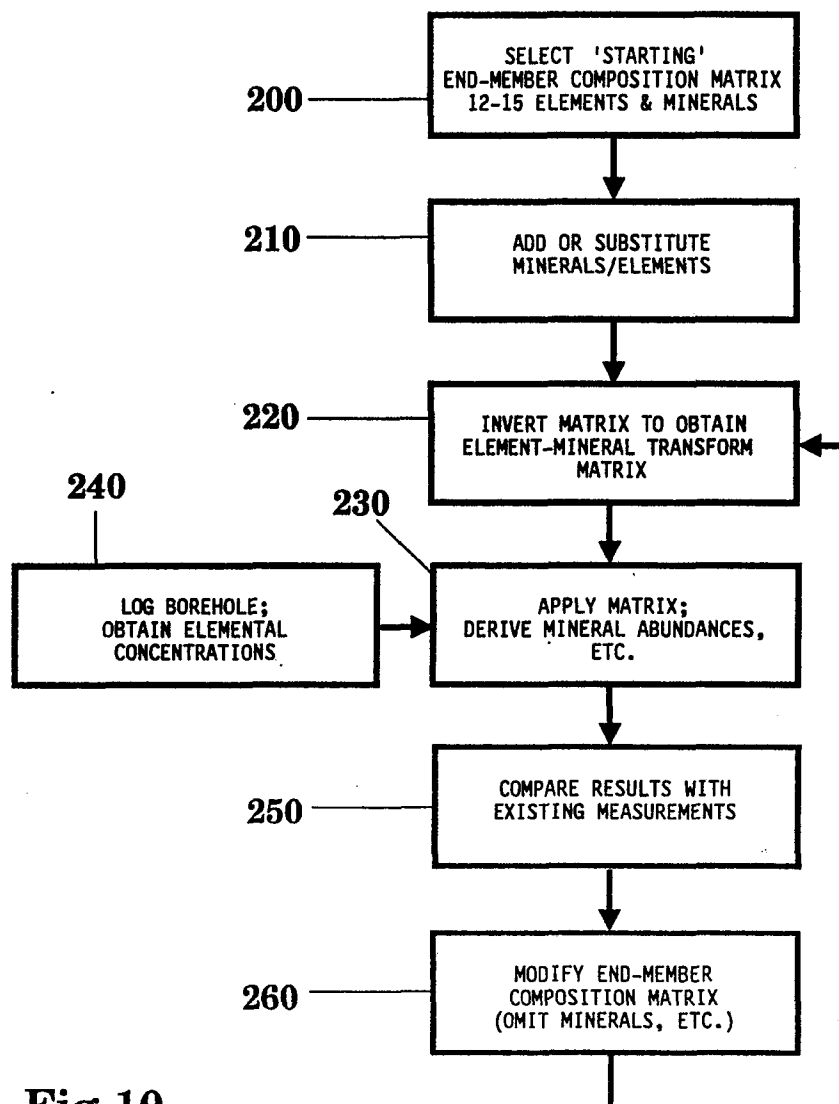 SELECT 'STARTING'
END-MEMBER COMPOSITION MATRIX
12-15 ELEMENTS & MINERALS
200
ADD OR SUBSTITUTE
MINERALS/ELEMENTS
210
INVERT MATRIX TO OBTAIN
ELEMENT-MINERAL TRANSFORM
MATRIX
220
240
230
LOG BOREHOLE;
OBTAIN ELEMENTAL
CONCENTRATIONS
APPLY MATRIX;
DERIVE MINERAL ABUNDANCES,
ETC.
COMPARE RESULTS WITH
EXISTING MEASUREMENTS
250
MODIFY END-MEMBER
COMPOSITION MATRIX
(OMIT MINERALS, ETC.)
260
Fig 10